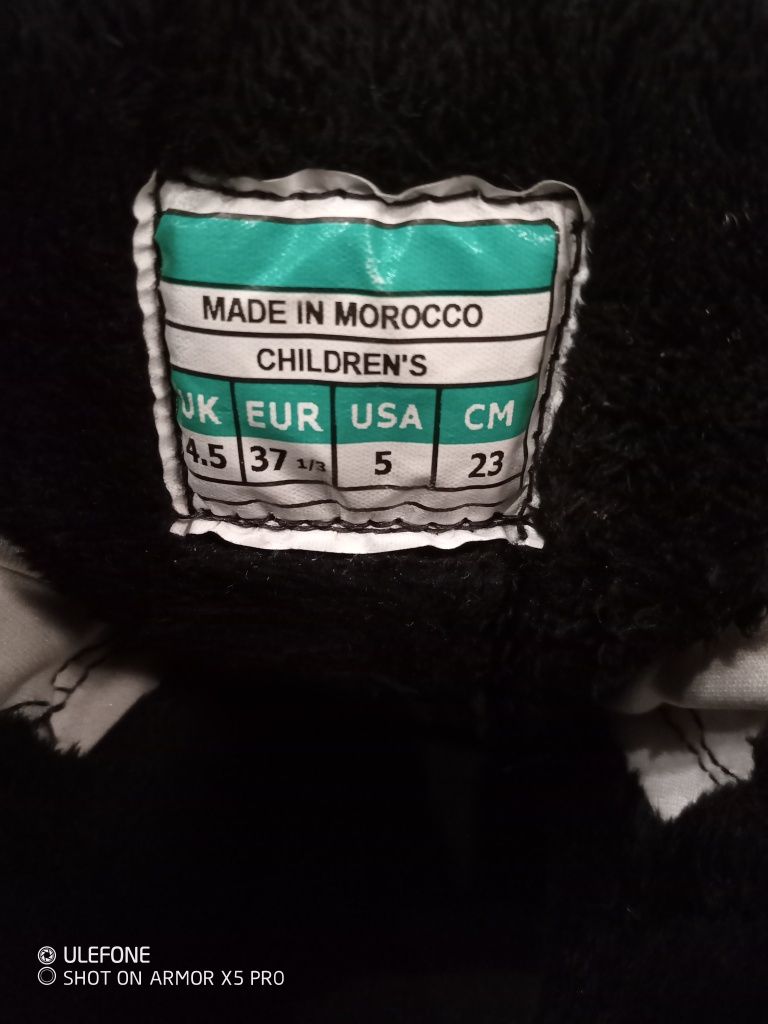 MADE IN MOROCCO
CHILDREN'S
UK EUR USA CM
4.5 37 1/3 5 23
ULEFONE
SHOT ON ARMOR X5 PRO